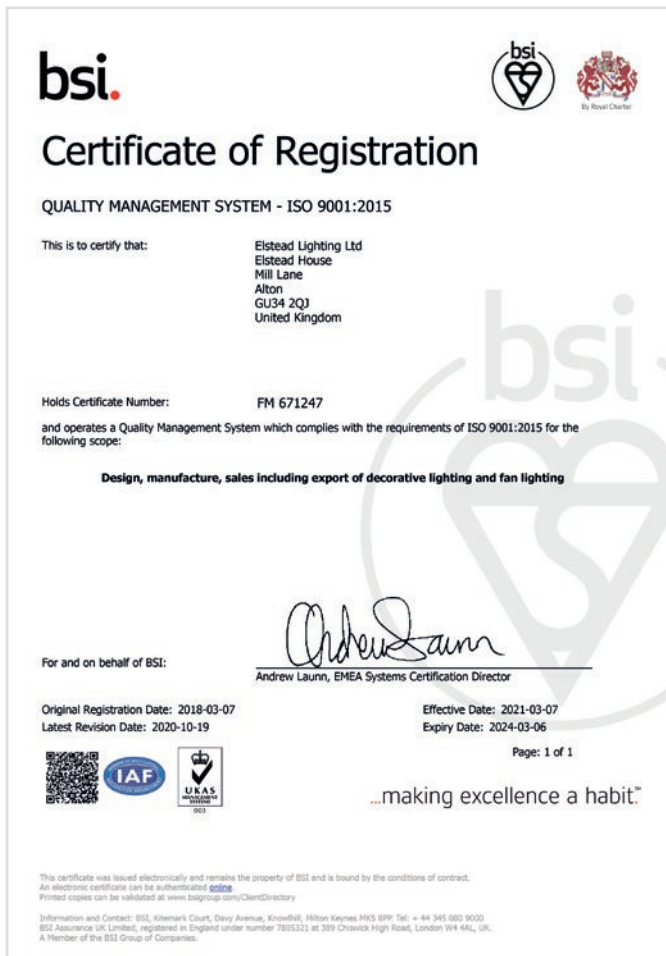 bsi.
bsi
By Royal Charter
Certificate of Registration
QUALITY MANAGEMENT SYSTEM - ISO 9001:2015
This is to certify that:
Elstead Lighting Ltd
Elstead House
Mill Lane
Alton
GU34 2QJ
United Kingdom
bsi
Holds Certificate Number:
FM 671247
and operates a Quality Management System which complies with the requirements of ISO 9001:2015 for the
following scope:
Design, manufacture, sales including export of decorative lighting and fan lighting
For and on behalf of BSI:
Andrew Launn, EMEA Systems Certification Director
Original Registration Date: 2018-03-07
Effective Date: 2021-03-07
Latest Revision Date: 2020-10-19
Expiry Date: 2024-03-06
Page: 1 of 1
IAF
UKAS
MANAGEMENT
SYSTEMS
003
...making excellence a habit.™
This certificate was issued electronically and remains the property of BSI and is bound by the conditions of contract.
An electronic certificate can be authenticated online.
Printed copies can be validated at www.bsigroup.com/ClientDirectory
Information and Contact: BSI, Kitemark Court, Davy Avenue, Knowlhill, Milton Keynes MK5 8PP. Tel: + 44 345 080 9000
BSI Assurance UK Limited, registered in England under number 7805321 at 389 Chiswick High Road, London W4 4AL, UK.
A Member of the BSI Group of Companies.